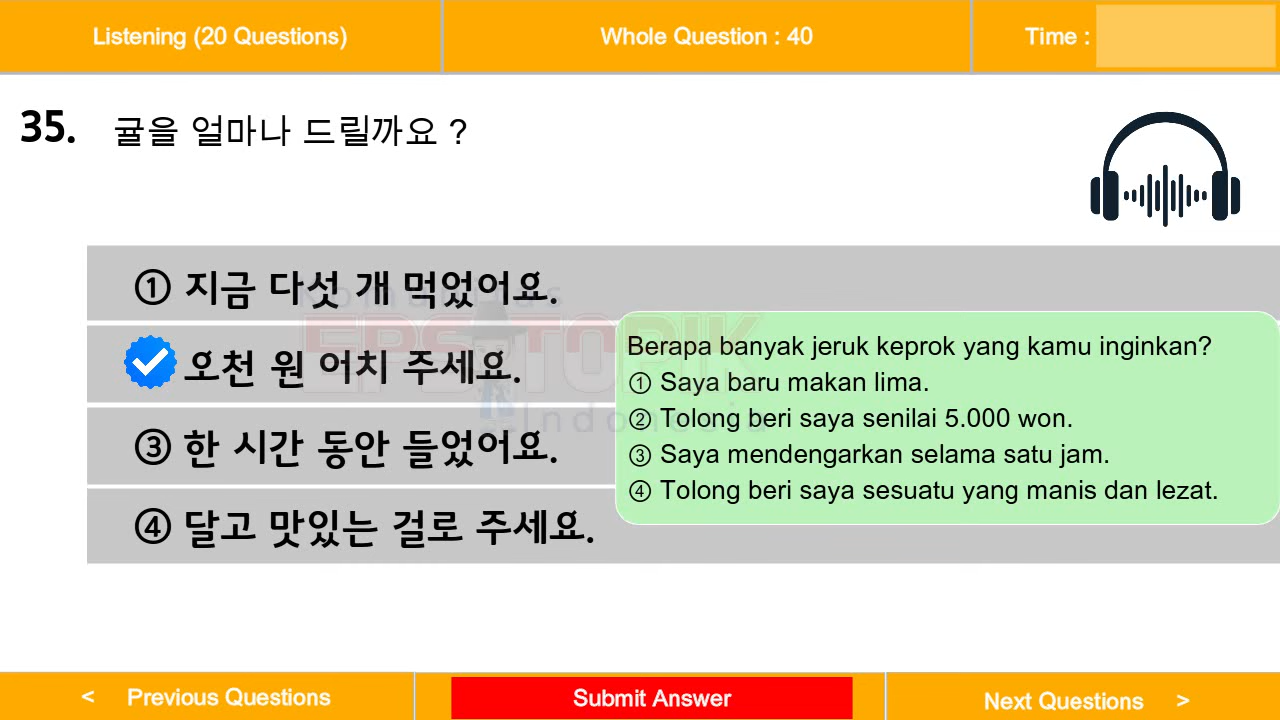 Listening (20 Questions)
Whole Question : 40
Time :
35. 귤을 얼마나 드릴까요 ?
① 지금 다섯 개 먹었어요.
오천 원 어치 주세요.
③ 한 시간 동안 들었어요.
④ 달고 맛있는 걸로 주세요.
Berapa banyak jeruk keprok yang kamu inginkan?
① Saya baru makan lima.
② Tolong beri saya senilai 5.000 won.
③ Saya mendengarkan selama satu jam.
④ Tolong beri saya sesuatu yang manis dan lezat.
EPS TOPIK
Indonesia
< Previous Questions
Submit Answer
Next Questions >